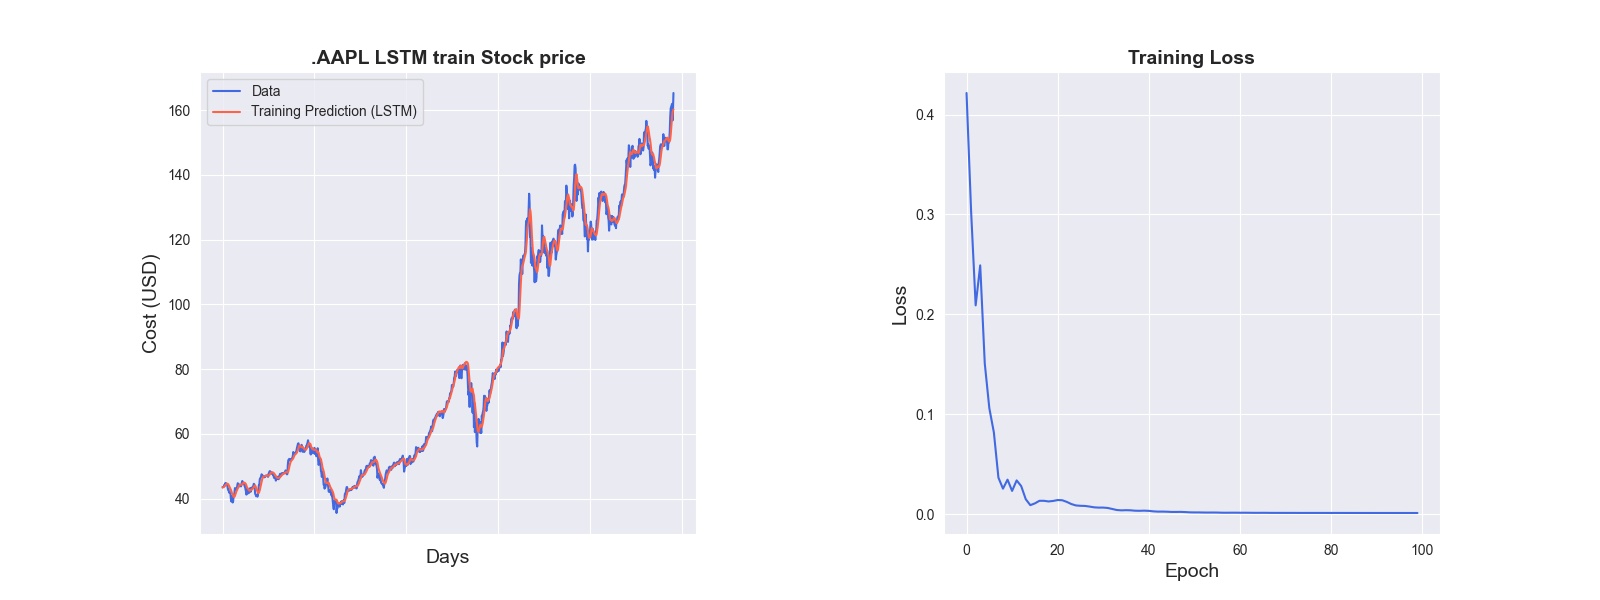 .AAPL LSTM train Stock price
Data
Training Prediction (LSTM)
160
140
120
100
80
60
40
Cost (USD)
Days
Training Loss
0.4
0.3
0.2
0.1
0.0
Loss
0 20 40 60 80 100
Epoch